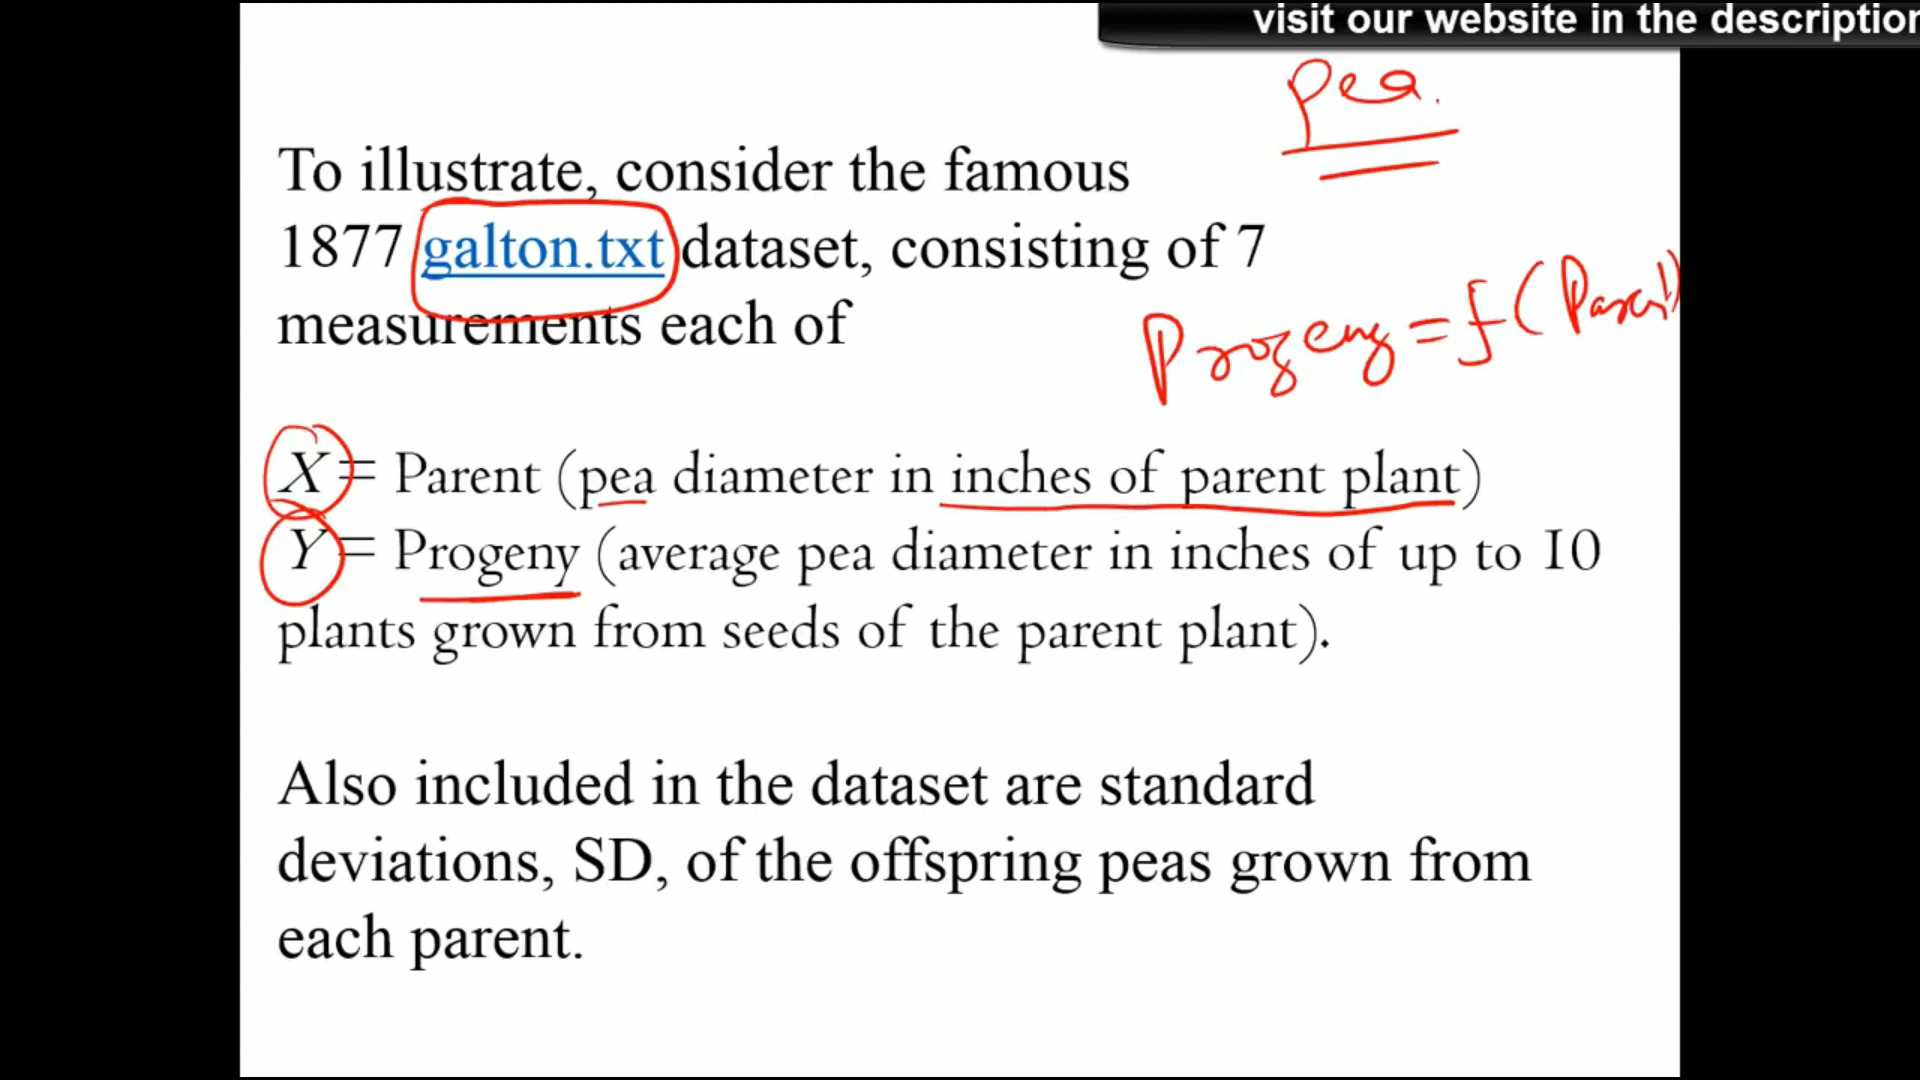 visit our website in the description
Pea.
To illustrate, consider the famous
1877 galton.txt dataset, consisting of 7
measurements each of
Progeny = f(Parent)
X = Parent (pea diameter in inches of parent plant)
Y = Progeny (average pea diameter in inches of up to 10
plants grown from seeds of the parent plant).
Also included in the dataset are standard
deviations, SD, of the offspring peas grown from
each parent.